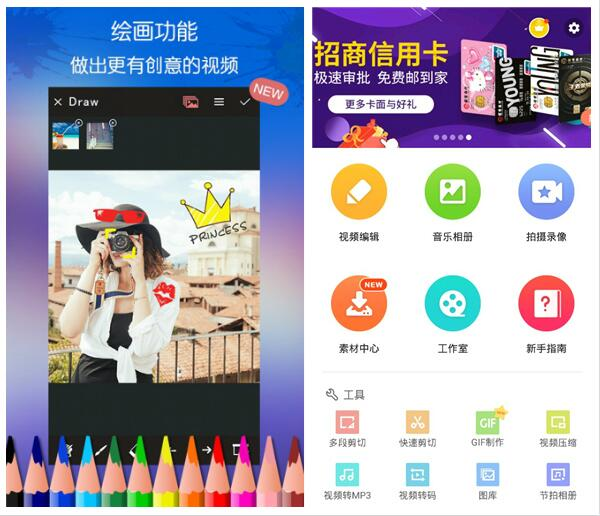 绘画功能
做出更有创意的视频
NEW
Draw
PRINCESS
招商信用卡
极速审批 免费邮到家
更多卡面与好礼
YOUNG
YOUNG
视频编辑
音乐相册
拍摄录像
NEW
素材中心
工作室
新手指南
工具
GIF
多段剪切
快速剪切
GIF制作
视频压缩
视频转MP3
视频转码
图库
节拍相册